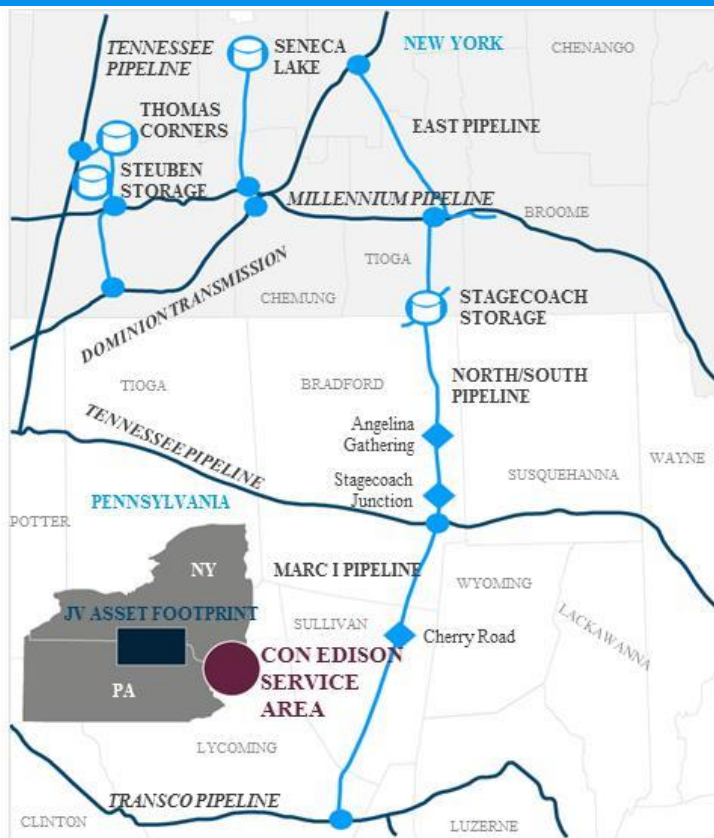 TENNESSEE
PIPELINE
SENECA
LAKE
NEW YORK
CHENANGO
THOMAS
CORNERS
EAST PIPELINE
STEUBEN
STORAGE
MILLENNIUM PIPELINE
BROOME
TIOGA
DOMINION TRANSMISSION
CHEMUNG
STAGECOACH
STORAGE
TIOGA
BRADFORD
NORTH/SOUTH
PIPELINE
TENNESSEE PIPELINE
Angelina
Gathering
WAYNE
Stagecoach
Junction
SUSQUEHANNA
PENNSYLVANIA
POTTER
NY
MARC I PIPELINE
WYOMING
JV ASSET FOOTPRINT
SULLIVAN
LACKAWANNA
Cherry Road
CON EDISON
SERVICE
AREA
PA
LYCOMING
TRANSCO PIPELINE
CLINTON
LUZERNE